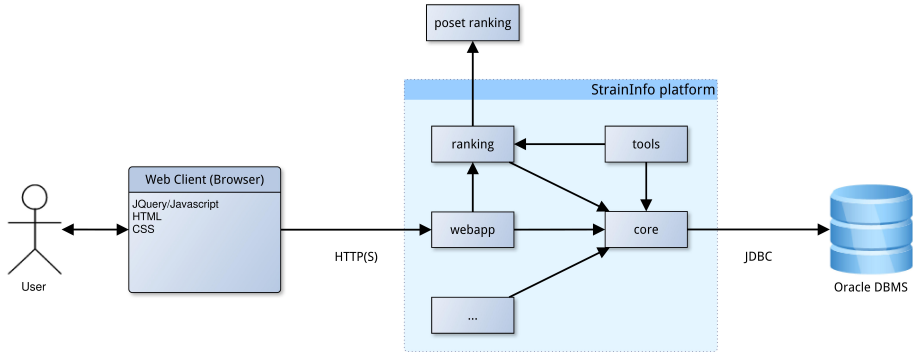 poset ranking
StrainInfo platform
ranking
tools
Web Client (Browser)
JQuery/Javascript
HTML
CSS
webapp
core
HTTP(S)
JDBC
User
Oracle DBMS
...